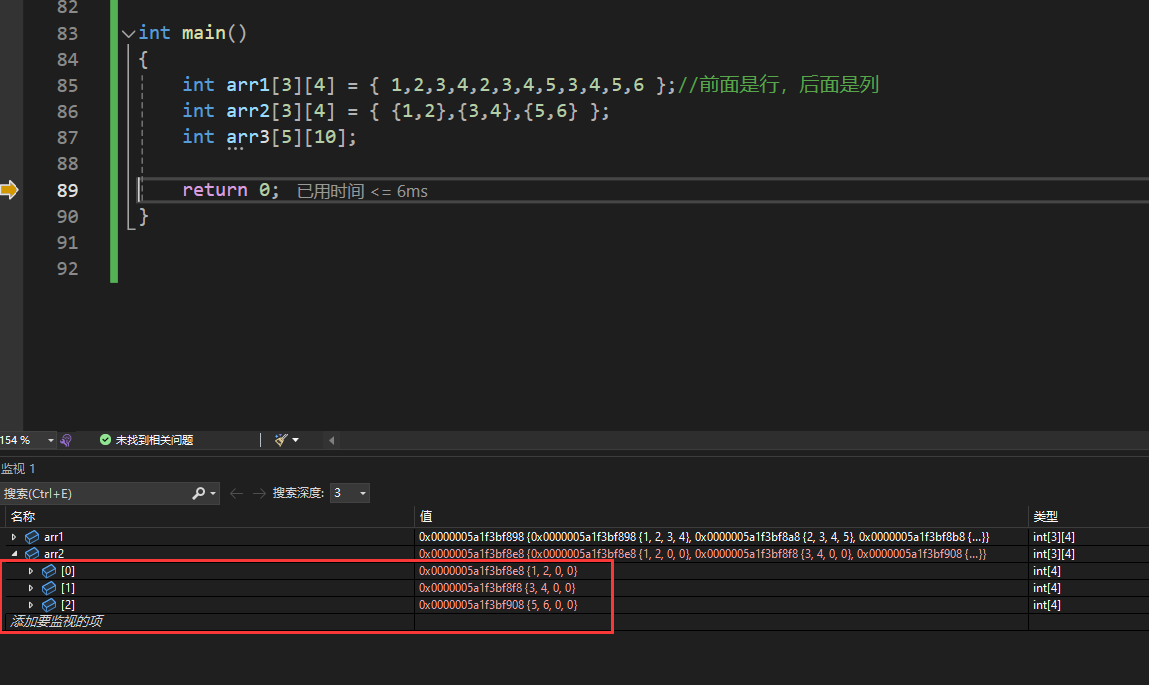 82
83 int main()
84 {
85 int arr1[3][4] = { 1,2,3,4,2,3,4,5,3,4,5,6 };//前面是行，后面是列
86 int arr2[3][4] = { {1,2},{3,4},{5,6} };
87 int arr3[5][10];
88
89 return 0; 已用时间 <= 6ms
90 }
91
92
154 % 未找到相关问题
监视 1
搜索(Ctrl+E) 搜索深度: 3
名称 值 类型
arr1 0x0000005a1f3bf898 {0x0000005a1f3bf898 {1, 2, 3, 4}, 0x0000005a1f3bf8a8 {2, 3, 4, 5}, 0x0000005a1f3bf8b8 {...}} int[3][4]
arr2 0x0000005a1f3bf8e8 {0x0000005a1f3bf8e8 {1, 2, 0, 0}, 0x0000005a1f3bf8f8 {3, 4, 0, 0}, 0x0000005a1f3bf908 {5, 6, 0, 0}, ...}} int[3][4]
[0] 0x0000005a1f3bf8e8 {1, 2, 0, 0} int[4]
[1] 0x0000005a1f3bf8f8 {3, 4, 0, 0} int[4]
[2] 0x0000005a1f3bf908 {5, 6, 0, 0} int[4]
添加要监视的项